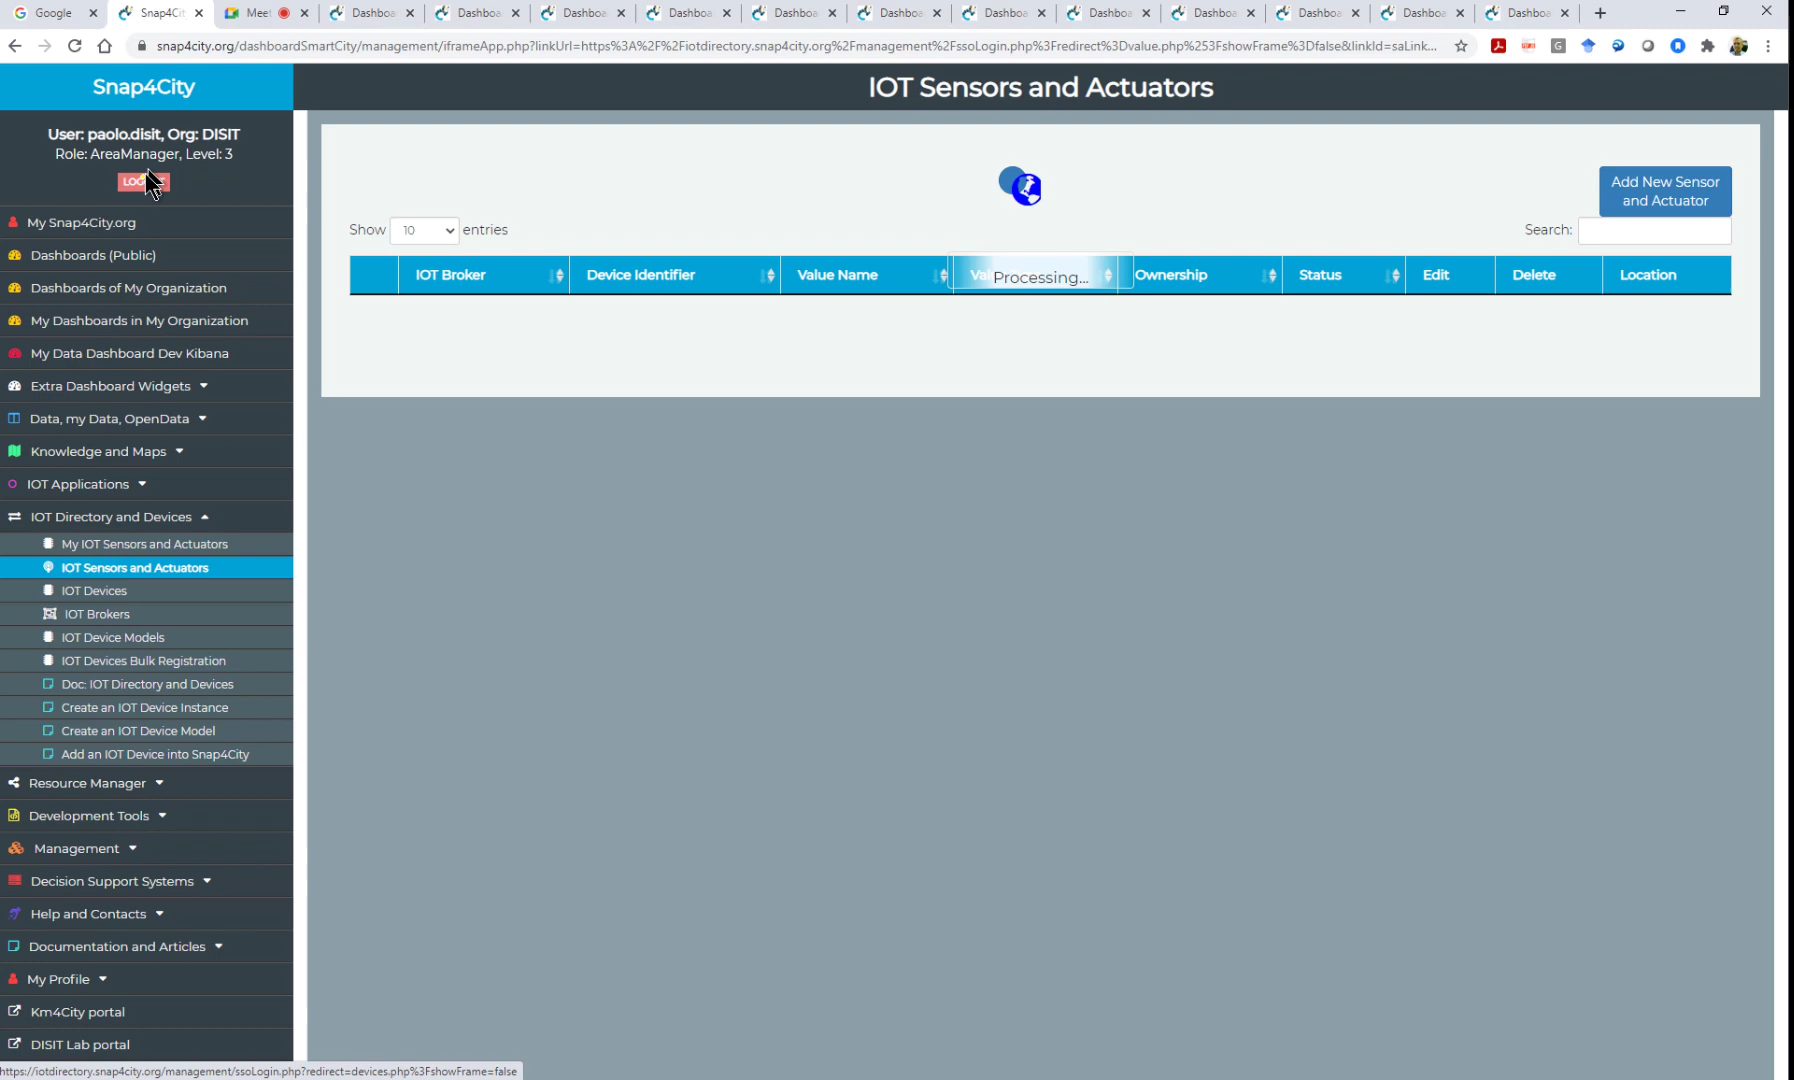 Google
Snap4City
Meet
Dashboa
Dashboa
Dashboa
Dashboa
Dashboa
Dashboa
Dashboa
Dashboa
Dashboa
Dashboa
Dashboa
Dashboa
snap4city.org/dashboardSmartCity/management/iframeApp.php?linkUrl=https%3A%2F%2Fiotdirectory.snap4city.org%2Fmanagement%2FssoLogin.php%3Fredirect%3Dvalue.php%253FshowFrame%3Dfalse&linkId=saLink...
Snap4City
IOT Sensors and Actuators
User: paolo.disit, Org: DISIT
Role: AreaManager, Level: 3
My Snap4City.org
Dashboards (Public)
Dashboards of My Organization
My Dashboards in My Organization
My Data Dashboard Dev Kibana
Extra Dashboard Widgets
Data, my Data, OpenData
Knowledge and Maps
IOT Applications
IOT Directory and Devices
My IOT Sensors and Actuators
IOT Sensors and Actuators
IOT Devices
IOT Brokers
IOT Device Models
IOT Devices Bulk Registration
Doc: IOT Directory and Devices
Create an IOT Device Instance
Create an IOT Device Model
Add an IOT Device into Snap4City
Resource Manager
Development Tools
Management
Decision Support Systems
Help and Contacts
Documentation and Articles
My Profile
Km4City portal
DISIT Lab portal
Add New Sensor
and Actuator
Show 10 entries
Search:
IOT Broker Device Identifier Value Name Processing... Ownership Status Edit Delete Location
https://iotdirectory.snap4city.org/management/ssoLogin.php?redirect=devices.php%3FshowFrame=false